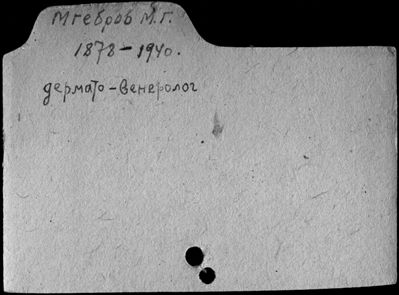 Мгебров М.Г.
1878-1940.
дермато-венеролог